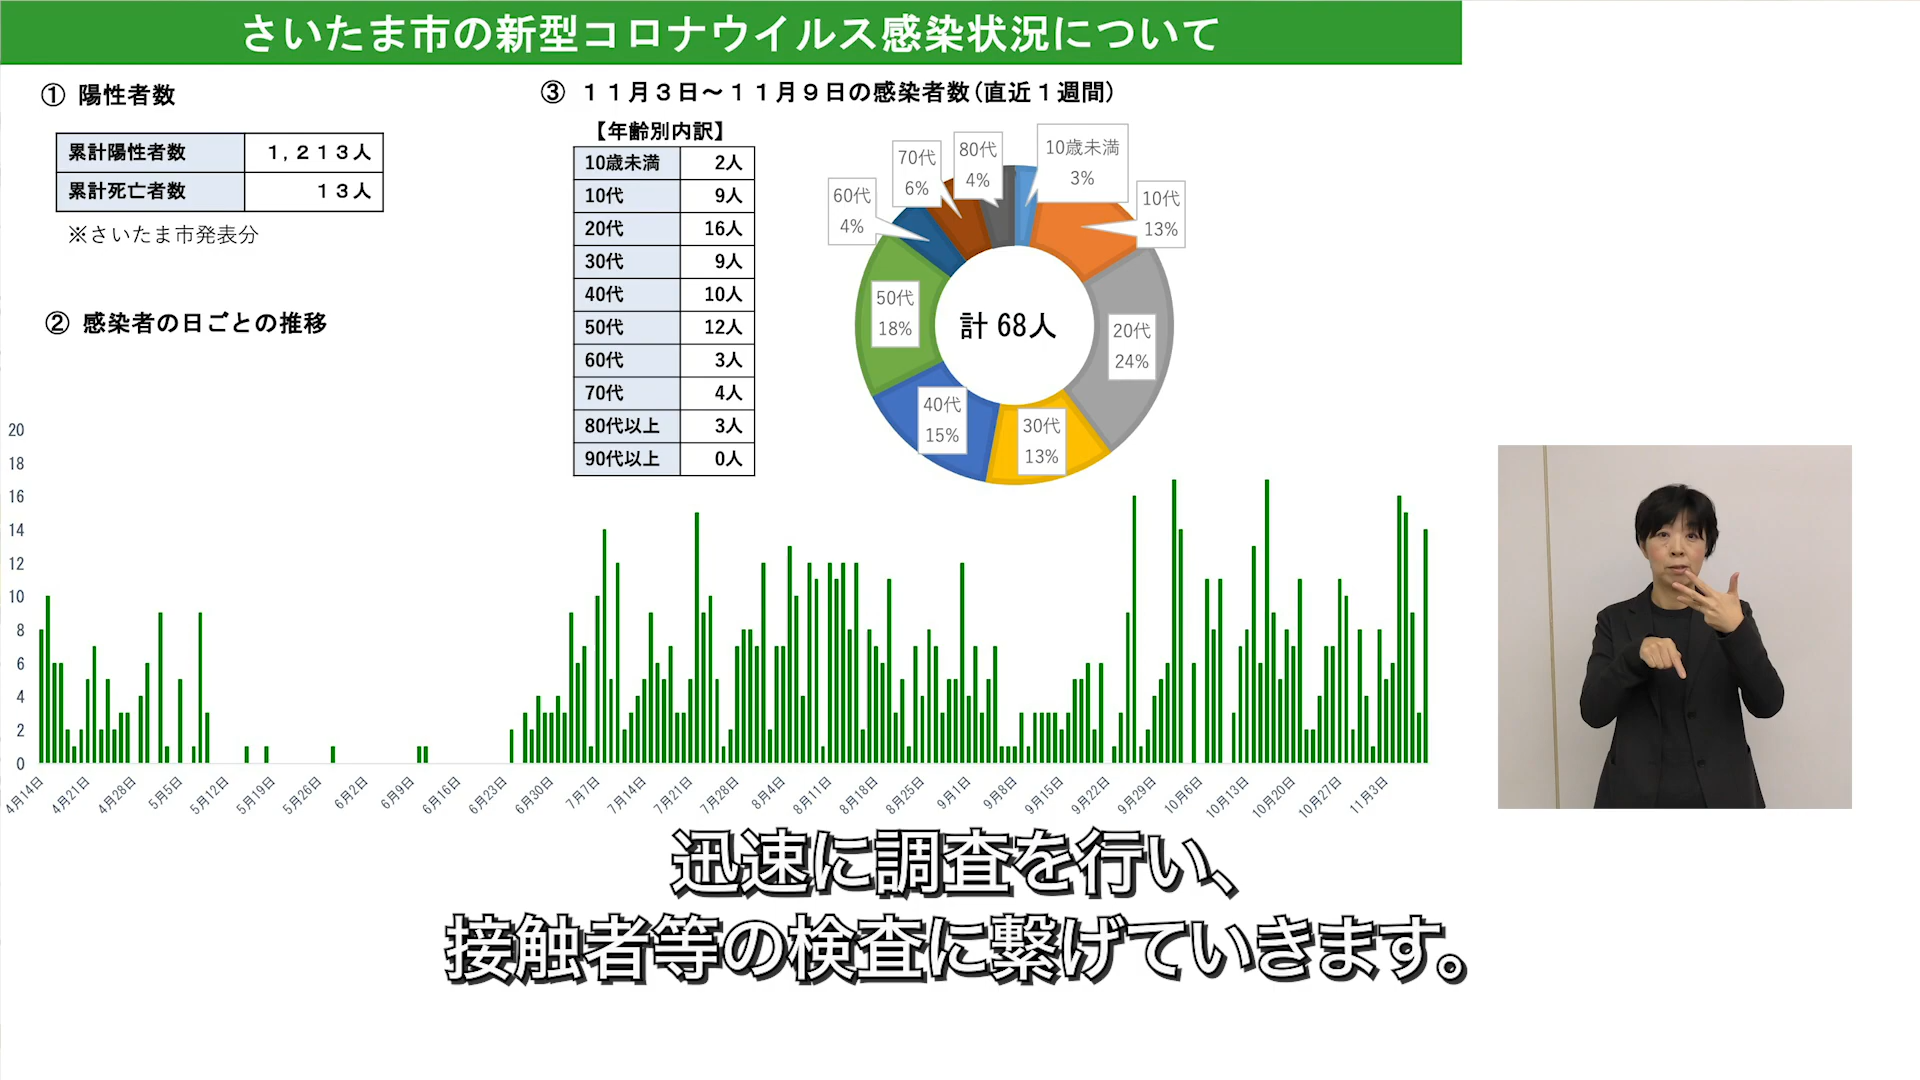 さいたま市の新型コロナウイルス感染状況について
① 陽性者数
累計陽性者数 １,２１３人
累計死亡者数 １３人
※さいたま市発表分
② 感染者の日ごとの推移
③ １１月３日～１１月９日の感染者数(直近１週間)
【年齢別内訳】
10歳未満 2人
10代 9人
20代 16人
30代 9人
40代 10人
50代 12人
60代 3人
70代 4人
80代以上 3人
90代以上 0人
10歳未満
3%
10代
13%
20代
24%
30代
13%
40代
15%
50代
18%
60代
4%
70代
6%
80代
4%
計 68人
20
18
16
14
12
10
8
6
4
2
0
4月14日 4月21日 4月28日 5月5日 5月12日 5月19日 5月26日 6月2日 6月9日 6月16日 6月23日 6月30日 7月7日 7月14日 7月21日 7月28日 8月4日 8月11日 8月18日 8月25日 9月1日 9月8日 9月15日 9月22日 9月29日 10月6日 10月13日 10月20日 10月27日 11月3日
迅速に調査を行い、
接触者等の検査に繋げていきます。